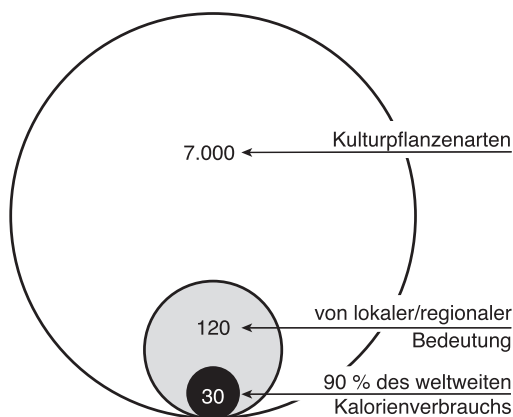 7.000
Kulturpflanzenarten
120
von lokaler/regionaler
Bedeutung
30
90 % des weltweiten
Kalorienverbrauchs